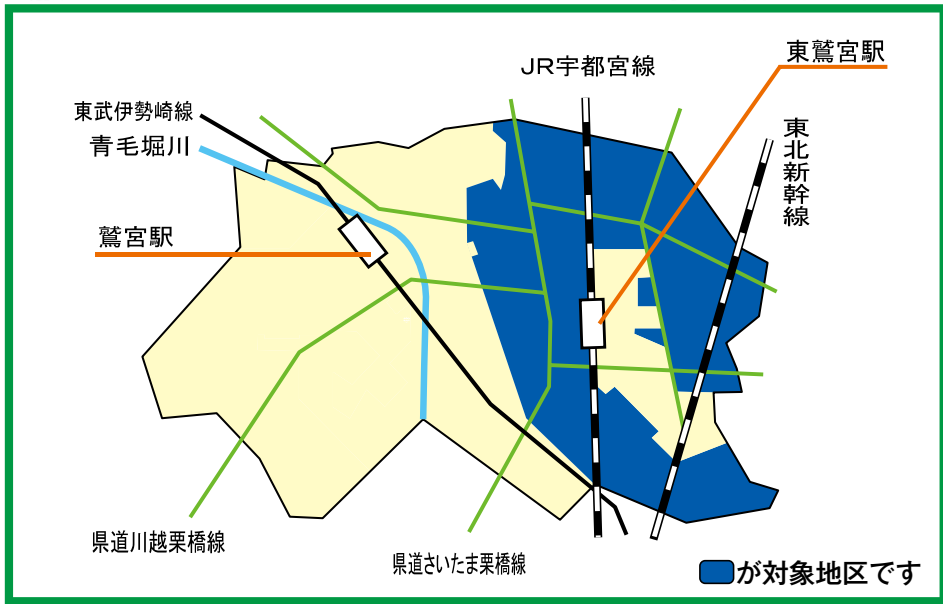 東鷲宮駅
JR宇都宮線
東武伊勢崎線
青毛堀川
東北新幹線
鷲宮駅
県道川越栗橋線
県道さいたま栗橋線
が対象地区です